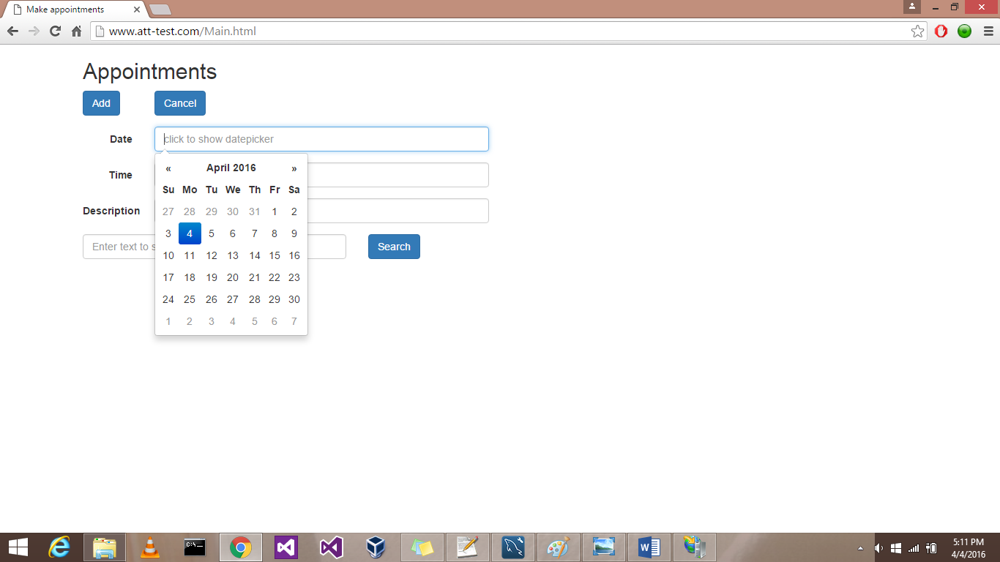 Make appointments
www.att-test.com/Main.html
Appointments
Add Cancel
Date click to show datepicker
« April 2016 »
Time
Su Mo Tu We Th Fr Sa
Description 27 28 29 30 31 1 2
3 4 5 6 7 8 9
Enter text to s Search
10 11 12 13 14 15 16
17 18 19 20 21 22 23
24 25 26 27 28 29 30
1 2 3 4 5 6 7
C:\_
5:11 PM
4/4/2016